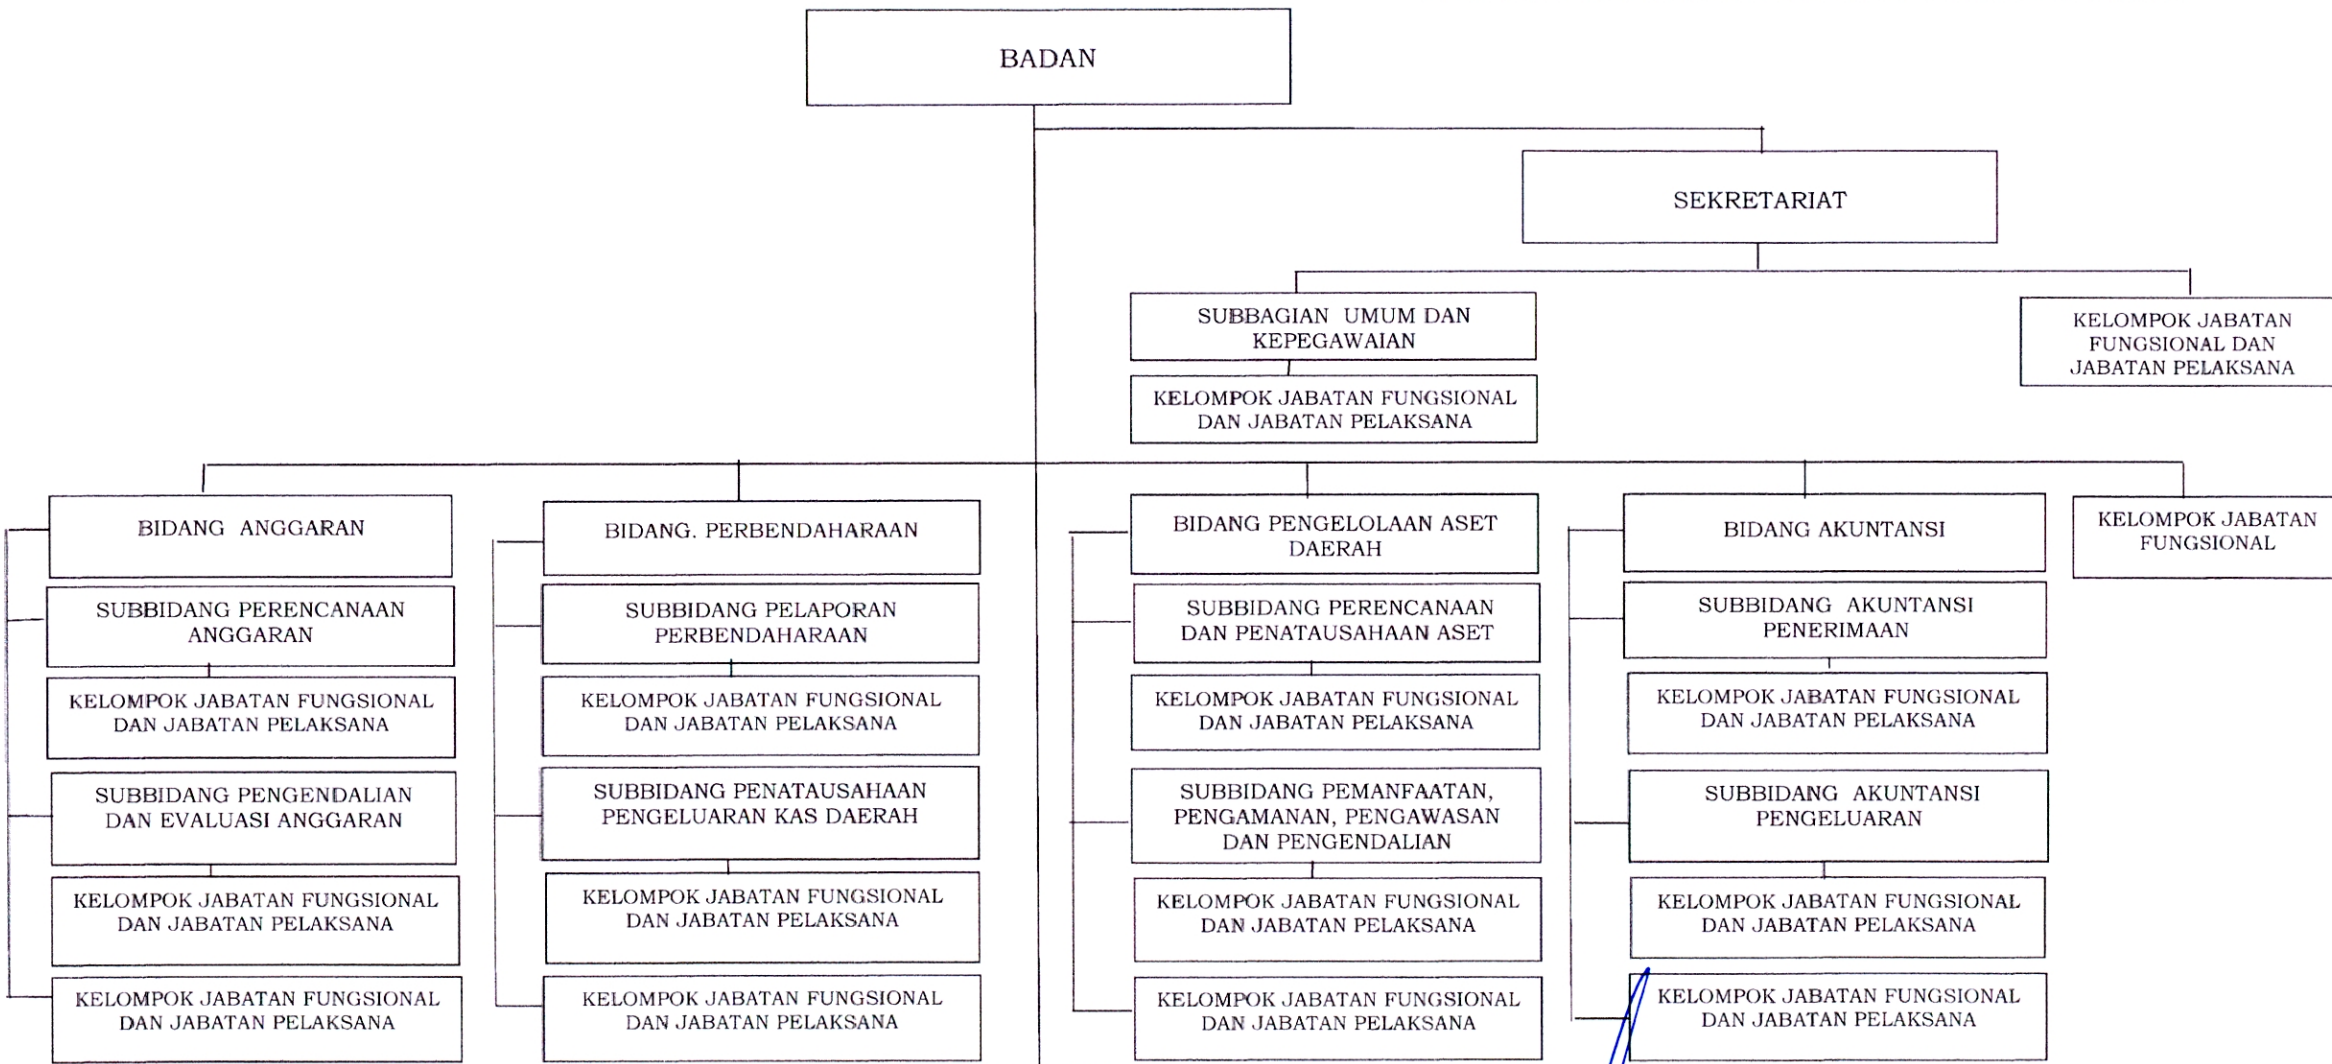 BADAN
SEKRETARIAT
SUBBAGIAN UMUM DAN
KEPEGAWAIAN
KELOMPOK JABATAN
FUNGSIONAL DAN
JABATAN PELAKSANA
KELOMPOK JABATAN FUNGSIONAL
DAN JABATAN PELAKSANA
BIDANG ANGGARAN
SUBBIDANG PERENCANAAN
ANGGARAN
KELOMPOK JABATAN FUNGSIONAL
DAN JABATAN PELAKSANA
SUBBIDANG PENGENDALIAN
DAN EVALUASI ANGGARAN
KELOMPOK JABATAN FUNGSIONAL
DAN JABATAN PELAKSANA
KELOMPOK JABATAN FUNGSIONAL
DAN JABATAN PELAKSANA
BIDANG. PERBENDAHARAAN
SUBBIDANG PELAPORAN
PERBENDAHARAAN
KELOMPOK JABATAN FUNGSIONAL
DAN JABATAN PELAKSANA
SUBBIDANG PENATAUSAHAAN
PENGELUARAN KAS DAERAH
KELOMPOK JABATAN FUNGSIONAL
DAN JABATAN PELAKSANA
KELOMPOK JABATAN FUNGSIONAL
DAN JABATAN PELAKSANA
BIDANG PENGELOLAAN ASET
DAERAH
SUBBIDANG PERENCANAAN
DAN PENATAUSAHAAN ASET
KELOMPOK JABATAN FUNGSIONAL
DAN JABATAN PELAKSANA
SUBBIDANG PEMANFAATAN,
PENGAMANAN, PENGAWASAN
DAN PENGENDALIAN
KELOMPOK JABATAN FUNGSIONAL
DAN JABATAN PELAKSANA
KELOMPOK JABATAN FUNGSIONAL
DAN JABATAN PELAKSANA
BIDANG AKUNTANSI
SUBBIDANG AKUNTANSI
PENERIMAAN
KELOMPOK JABATAN FUNGSIONAL
DAN JABATAN PELAKSANA
SUBBIDANG AKUNTANSI
PENGELUARAN
KELOMPOK JABATAN FUNGSIONAL
DAN JABATAN PELAKSANA
KELOMPOK JABATAN FUNGSIONAL
DAN JABATAN PELAKSANA
KELOMPOK JABATAN
FUNGSIONAL